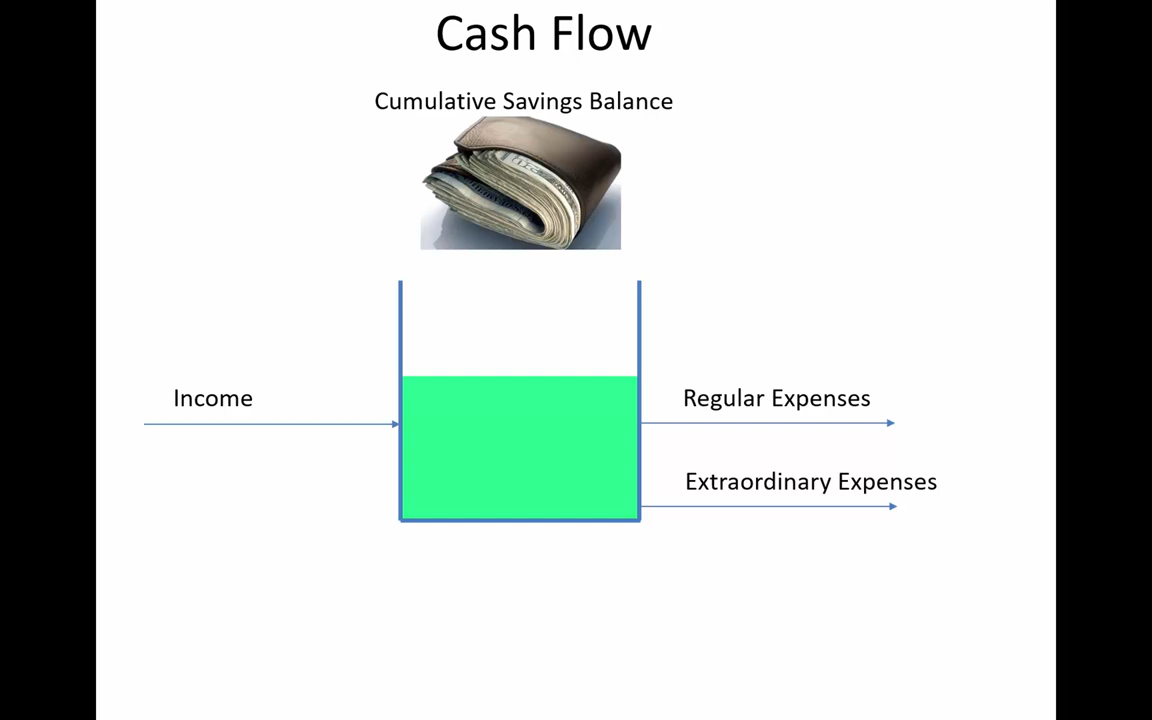 Cash Flow
Cumulative Savings Balance
Income
Regular Expenses
Extraordinary Expenses